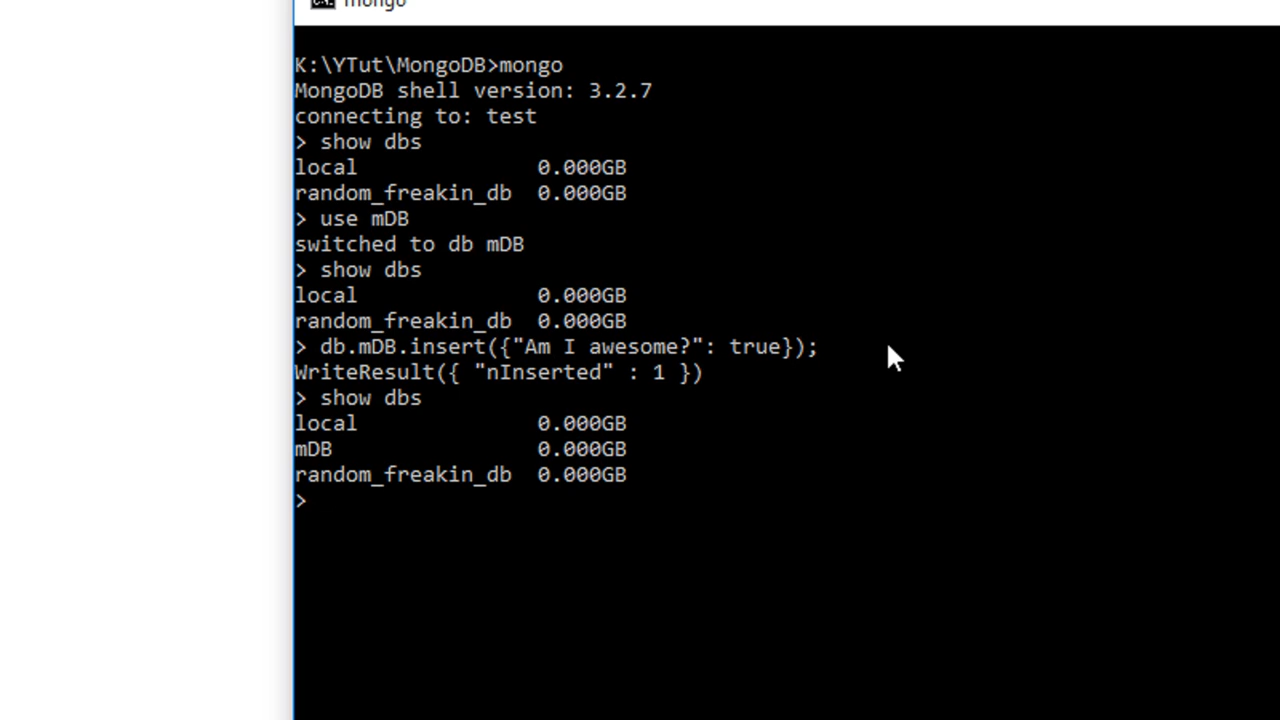 mongo
K:\YTut\MongoDB>mongo
MongoDB shell version: 3.2.7
connecting to: test
> show dbs
local              0.000GB
random_freakin_db  0.000GB
> use mDB
switched to db mDB
> show dbs
local              0.000GB
random_freakin_db  0.000GB
> db.mDB.insert({"Am I awesome?": true});
WriteResult({ "nInserted" : 1 })
> show dbs
local              0.000GB
mDB                0.000GB
random_freakin_db  0.000GB
>